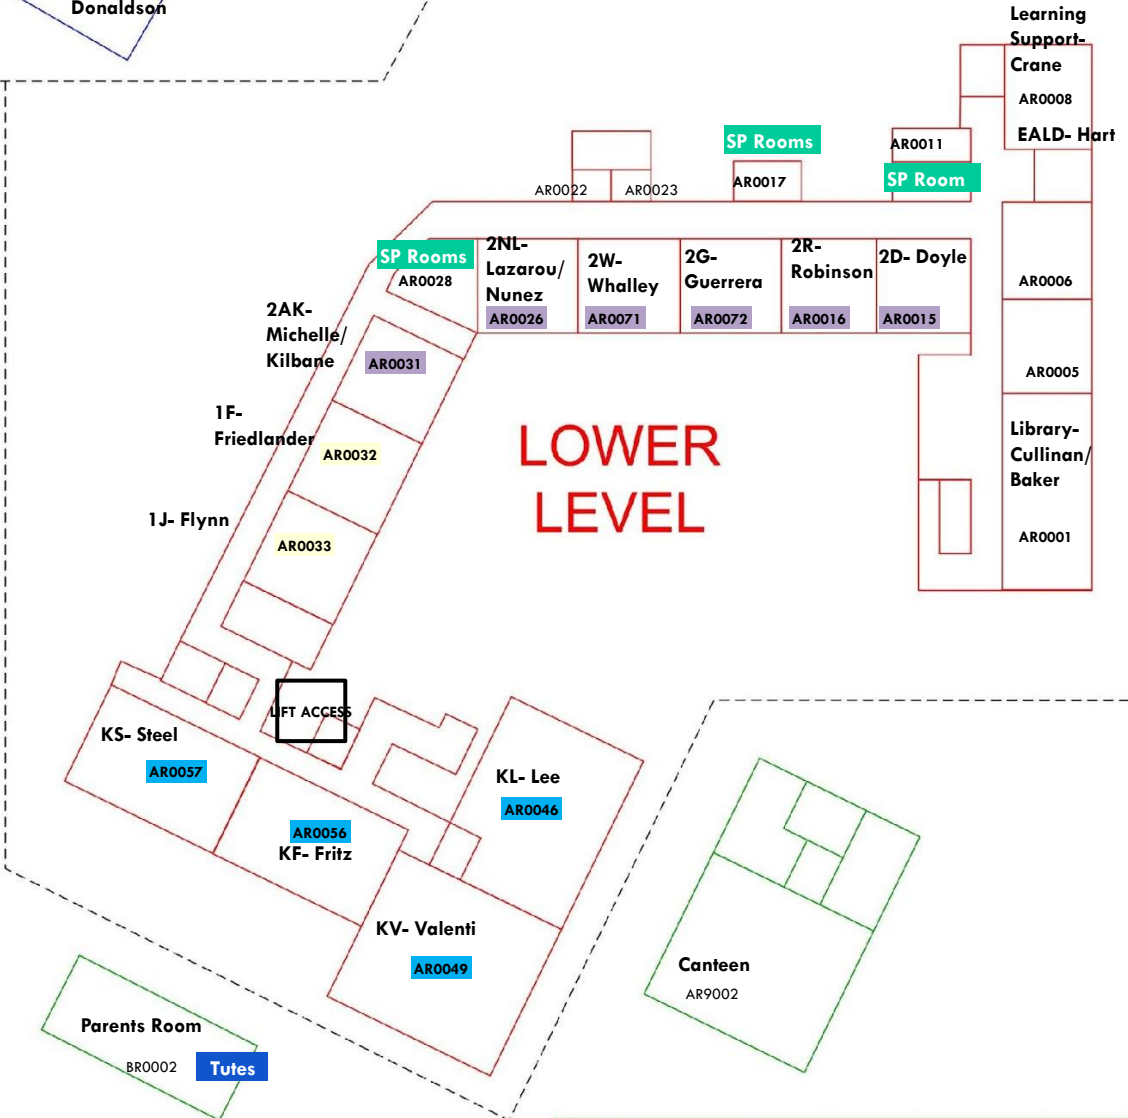 Donaldson
Learning
Support-
Crane
AR0008
EALD- Hart
SP Rooms
AR0017
AR0011
SP Room
AR0022
AR0023
SP Rooms
AR0028
2NL-
Lazarou/
Nunez
AR0026
2W-
Whalley
AR0071
2G-
Guerrera
AR0072
2R-
Robinson
AR0016
2D- Doyle
AR0015
AR0006
AR0005
Library-
Cullinan/
Baker
AR0001
2AK-
Michelle/
Kilbane
AR0031
1F-
Friedlander
AR0032
1J- Flynn
AR0033
LOWER
LEVEL
LIFT ACCESS
KS- Steel
AR0057
AR0056
KF- Fritz
KL- Lee
AR0046
KV- Valenti
AR0049
Canteen
AR9002
Parents Room
BR0002
Tutes